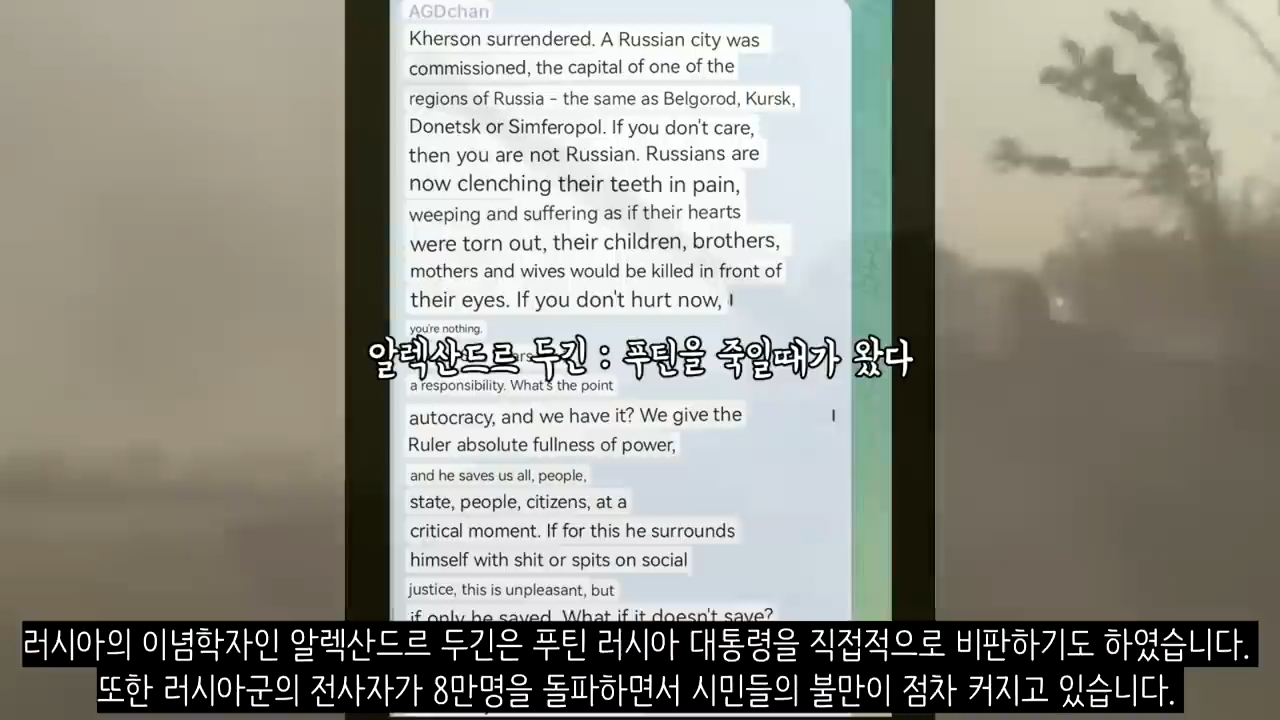 AGDchan
Kherson surrendered. A Russian city was
commissioned, the capital of one of the
regions of Russia - the same as Belgorod, Kursk,
Donetsk or Simferopol. If you don't care,
then you are not Russian. Russians are
now clenching their teeth in pain,
weeping and suffering as if their hearts
were torn out, their children, brothers,
mothers and wives would be killed in front of
their eyes. If you don't hurt now, I
you're nothing.
알렉산드르 두긴 : 푸틴을 죽일때가 왔다
a responsibility. What's the point
autocracy, and we have it? We give the
Ruler absolute fullness of power,
and he saves us all, people,
state, people, citizens, at a
critical moment. If for this he surrounds
himself with shit or spits on social
justice, this is unpleasant, but
if only he saved. What if it doesn't save?
러시아의 이념학자인 알렉산드르 두긴은 푸틴 러시아 대통령을 직접적으로 비판하기도 하였습니다.
또한 러시아군의 전사자가 8만명을 돌파하면서 시민들의 불만이 점차 커지고 있습니다.